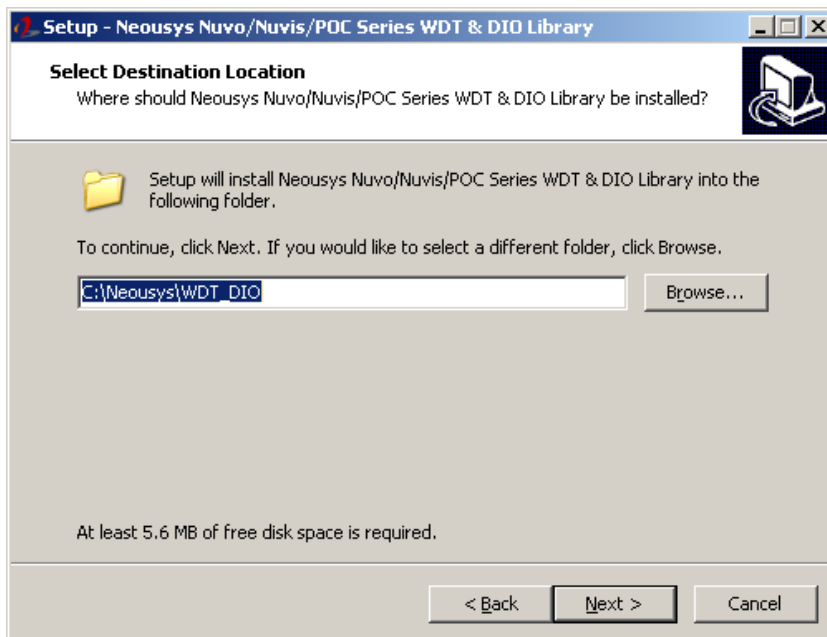 Setup - Neousys Nuvo/Nuvis/POC Series WDT & DIO Library
Select Destination Location
Where should Neousys Nuvo/Nuvis/POC Series WDT & DIO Library be installed?
Setup will install Neousys Nuvo/Nuvis/POC Series WDT & DIO Library into the
following folder.
To continue, click Next. If you would like to select a different folder, click Browse.
C:\Neousys\WDT_DIO
Browse...
At least 5.6 MB of free disk space is required.
< Back
Next >
Cancel